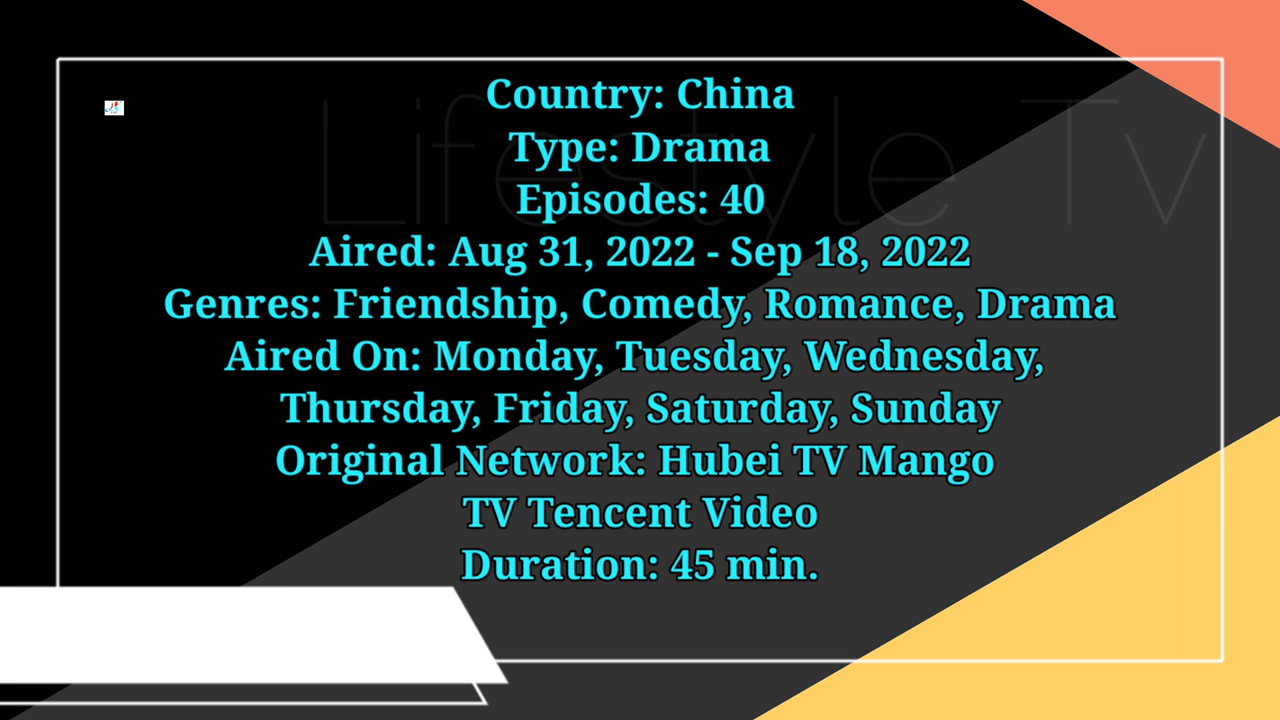 Lifestyle Tv
Country: China
Type: Drama
Episodes: 40
Aired: Aug 31, 2022 - Sep 18, 2022
Genres: Friendship, Comedy, Romance, Drama
Aired On: Monday, Tuesday, Wednesday,
Thursday, Friday, Saturday, Sunday
Original Network: Hubei TV Mango
TV Tencent Video
Duration: 45 min.